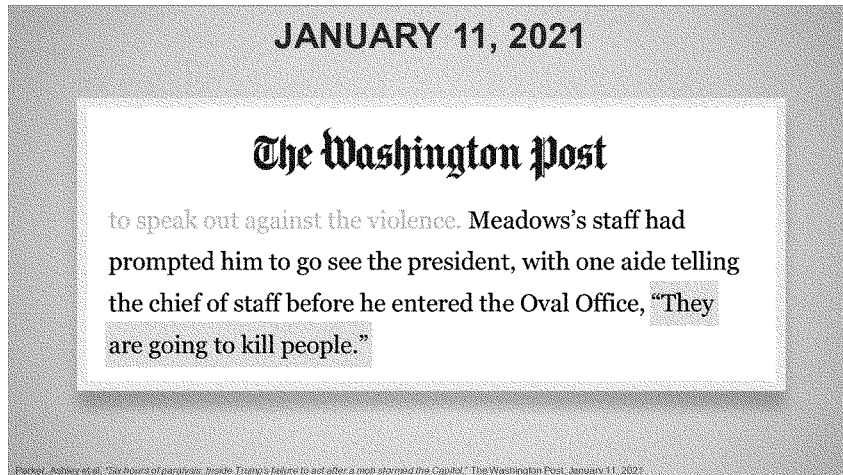 JANUARY 11, 2021
The Washington Post
to speak out against the violence. Meadows's staff had
prompted him to go see the president, with one aide telling
the chief of staff before he entered the Oval Office, “They
are going to kill people.”
Parker, Ashley et al. "Six hours of paralysis: Inside Trump's failure to act after a mob stormed the Capitol," The Washington Post, January 11, 2021